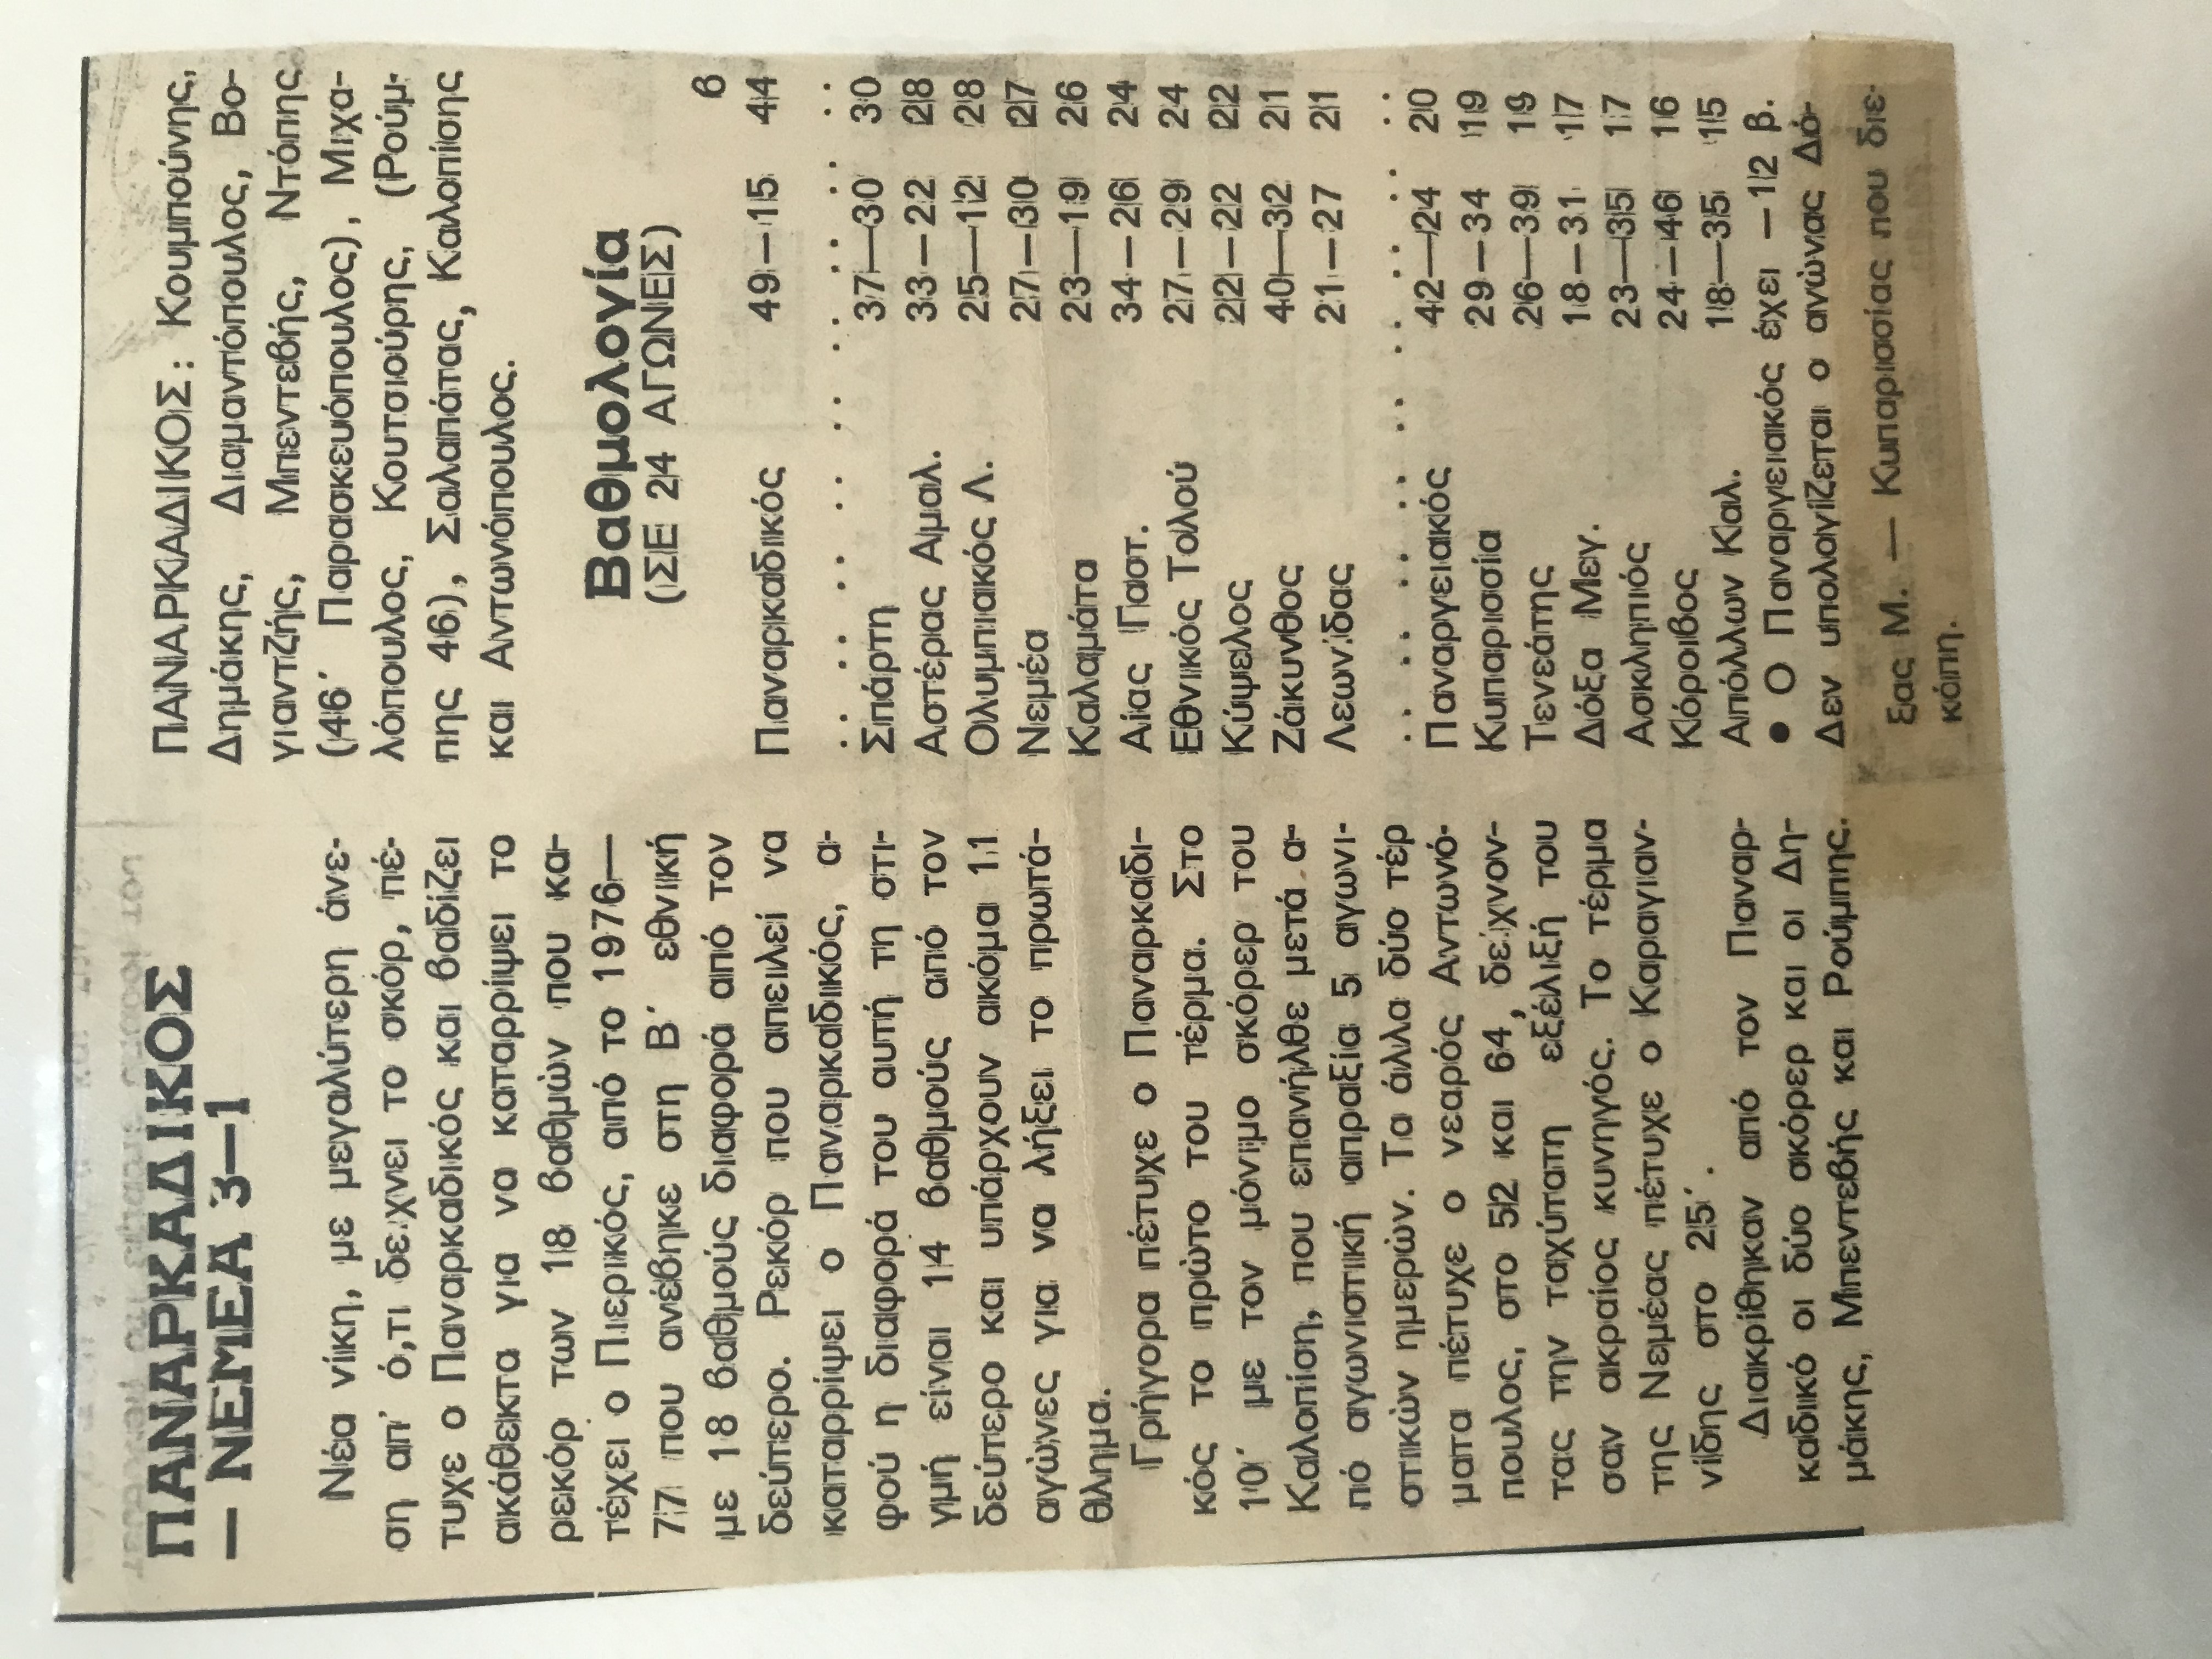 ΠΑΝΑΡΚΑΔΙΚΟΣ
— ΝΕΜΕΑ 3—1
Νέα νίκη, με μεγαλύτερη άνε-
ση απ' ό,τι δείχνει το σκόρ, πέ-
τυχε ο Παναρκαδικός και βαδίζει
ακάθεκτα για να καταρρίψει το
ρεκόρ των 18 βαθμών που κα-
τέχει ο Πιερικός, από το 1976—
77 που ανέβηκε στη Β' εθνική
με 18 βαθμούς διαφορά από τον
δεύτερο. Ρεκόρ που απειλεί να
καταρρίψει ο Παναρκαδικός, α-
φού η διαφορά του αυτή τη στι-
γμή είναι 14 βαθμούς από τον
δεύτερο και υπάρχουν ακόμα 11
αγώνες για να λήξει το πρωτά-
θλημα.
Γρήγορα πέτυχε ο Παναρκαδι-
κός το πρώτο του τέρμα. Στο
10' με τον μόνιμο σκόρερ του
Καλοπίση, που επανήλθε μετά α-
πό αγωνιστική απραξία 5 αγωνι-
στικών ημερών. Τα άλλα δύο τέρ
ματα πέτυχε ο νεαρός Αντωνό-
πουλος, στο 52 και 64, δείχνον-
τας την ταχύτατη εξέλιξή του
σαν ακραίος κυνηγός. Το τέρμα
της Νεμέας πέτυχε ο Καραγιαν-
νίδης στο 25'.
Διακρίθηκαν από τον Παναρ-
καδικό οι δύο σκόρερ και οι Δη-
μάκης, Μπεντεβής και Ρούμπης.
ΠΑΝΑΡΚΑΔΙΚΟΣ: Κουμπούνης,
Δημάκης, Διαμαντόπουλος, Βο-
γιαντζής, Μπεντεβής, Ντόπης
(46' Παρασκευόπουλος), Μιχα-
λόπουλος, Κουτσιούρης, (Ρούμ-
πης 46), Σαλαπάτας, Καλοπίσης
και Αντωνόπουλος.
Βαθμολογία
(ΣΕ 24 ΑΓΩΝΕΣ)
β
Παναρκαδικός 49—15 44
Σπάρτη 37—30 30
Αστέρας Αμαλ. 33—22 28
Ολυμπιακός Λ. 25—12 28
Νεμέα 27—30 27
Καλαμάτα 23—19 26
Αίας Γαστ. 34—26 24
Εθνικός Τολού 27—29 24
Κύψελος 22—22 22
Ζάκυνθος 40—32 21
Λεωνίδας 21—27 21
Παναργειακός 42—24 20
Κυπαρισσία 29—34 19
Τενεάτης 26—39 19
Δόξα Μεγ. 18—31 17
Ασκληπιός 23—35 17
Κόροιβος 24—46 16
Απόλλων Καλ. 18—35 15
● Ο Παναργειακός έχει —12 β.
Δεν υπολογίζεται ο ανώνας Δό-
ξας Μ. — Κυπαρισσίας που διε-
κόπη.